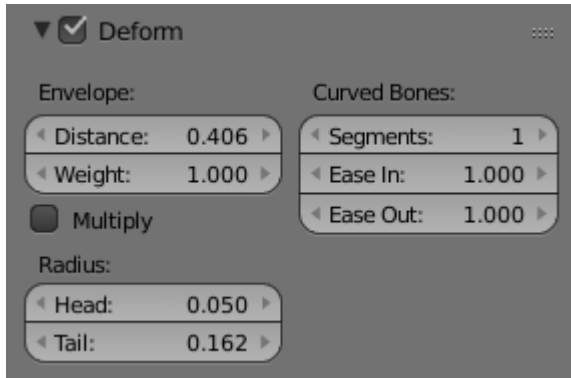 Deform
Envelope:
Distance: 0.406
Weight: 1.000
Multiply
Radius:
Head: 0.050
Tail: 0.162
Curved Bones:
Segments: 1
Ease In: 1.000
Ease Out: 1.000